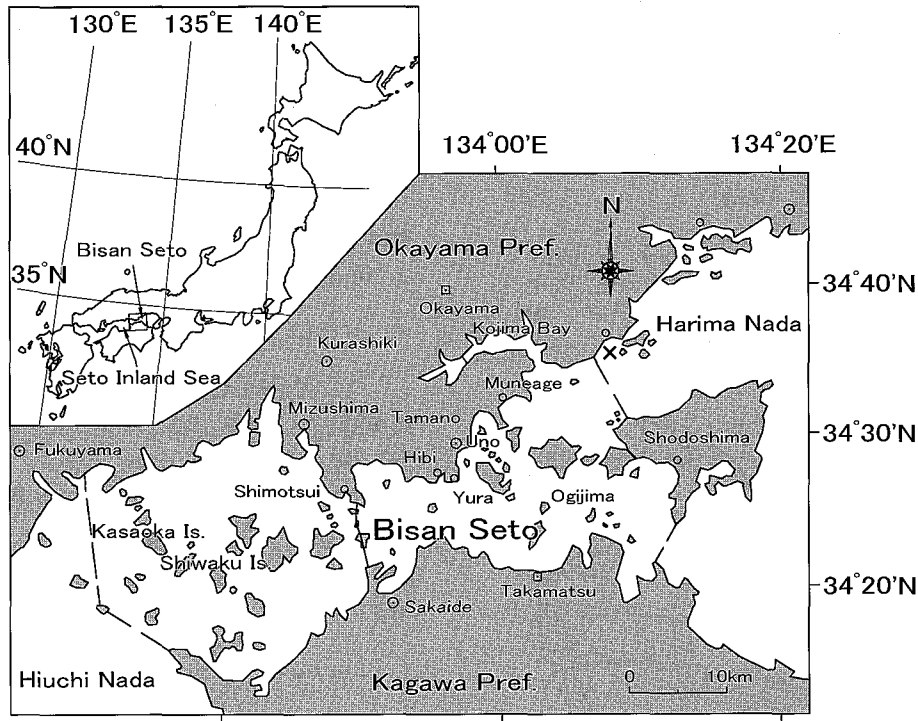 130°E
135°E
140°E
40°N
Bisan Seto
35°N
Seto Inland Sea
134°00'E
134°20'E
N
Okayama Pref.
34°40'N
Okayama
Kojima Bay
Harima Nada
Kurashiki
Muneage
Mizushima
Tamano
Uno
Shodoshima
34°30'N
Fukuyama
Hibi
Shimotsui
Yura
Ogijima
Kasaoka Is.
Bisan Seto
Shiwaku Is.
34°20'N
Takamatsu
Sakaide
Hiuchi Nada
Kagawa Pref.
0 10km